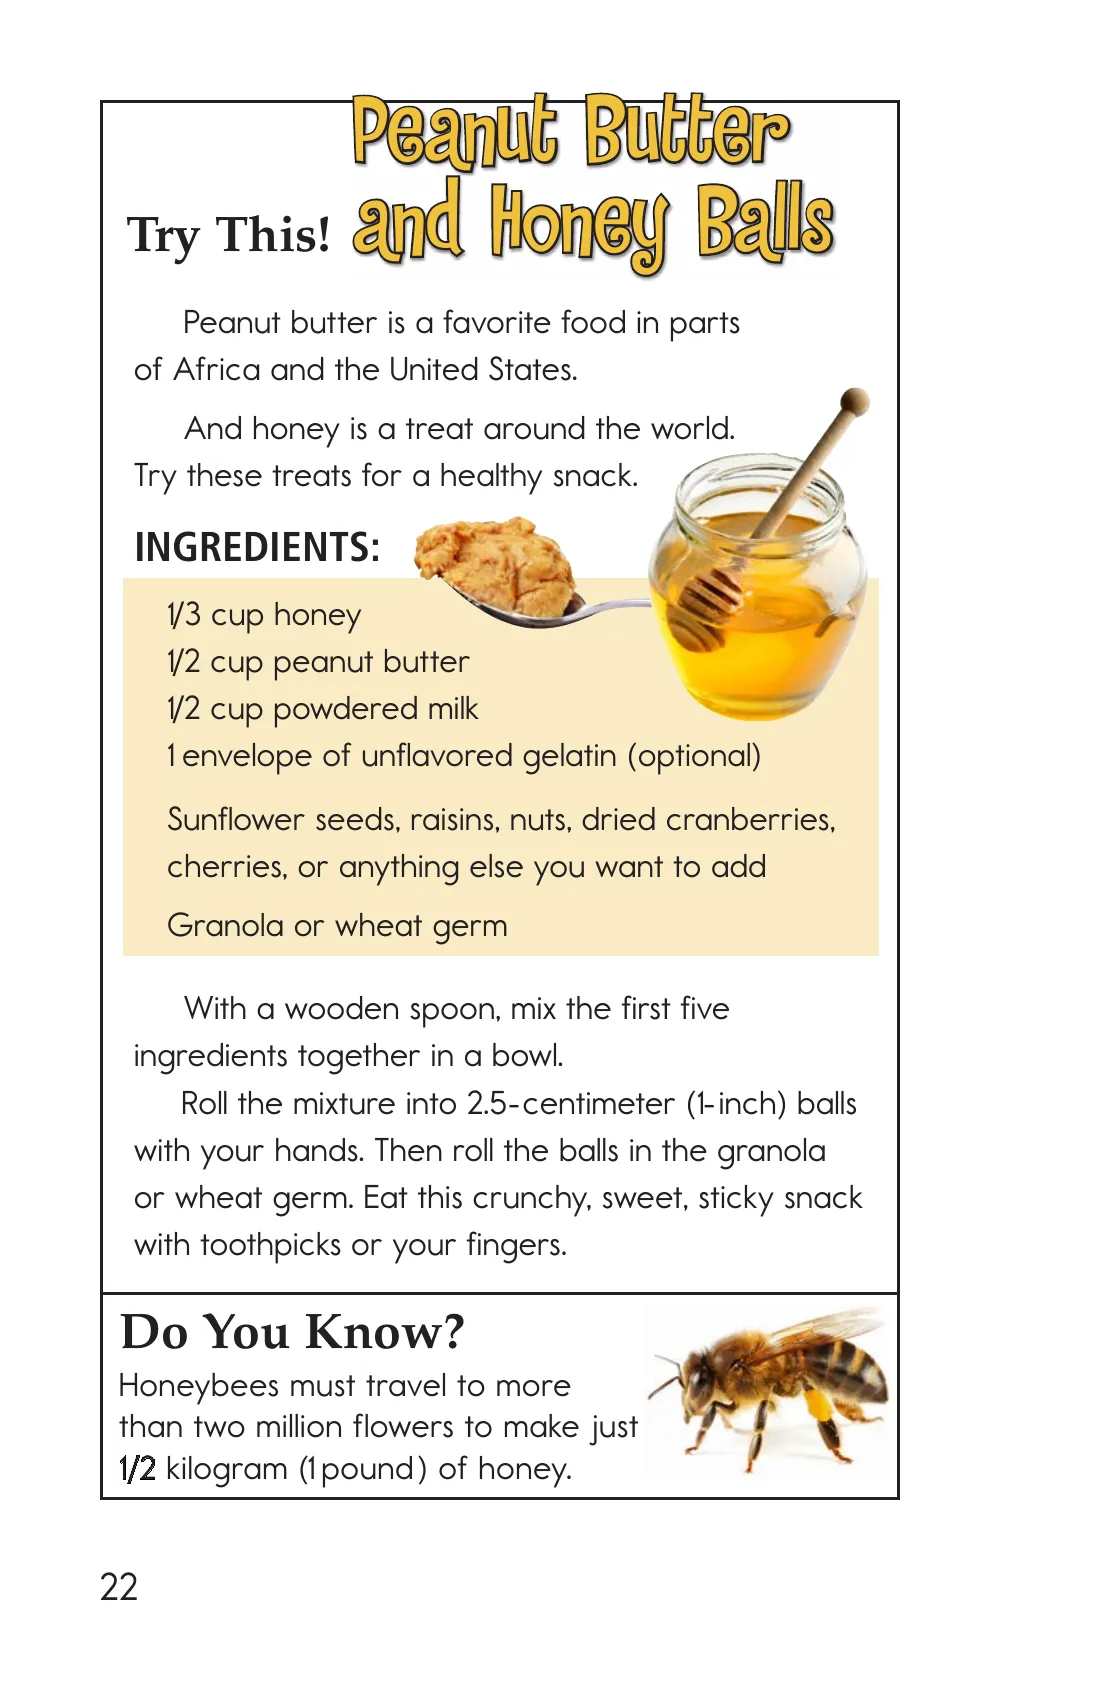 Try This!
Peanut Butter
and Honey Balls
Peanut butter is a favorite food in parts
of Africa and the United States.
And honey is a treat around the world.
Try these treats for a healthy snack.
INGREDIENTS:
1/3 cup honey
1/2 cup peanut butter
1/2 cup powdered milk
1 envelope of unflavored gelatin (optional)
Sunflower seeds, raisins, nuts, dried cranberries,
cherries, or anything else you want to add
Granola or wheat germ
With a wooden spoon, mix the first five
ingredients together in a bowl.
Roll the mixture into 2.5-centimeter (1-inch) balls
with your hands. Then roll the balls in the granola
or wheat germ. Eat this crunchy, sweet, sticky snack
with toothpicks or your fingers.
Do You Know?
Honeybees must travel to more
than two million flowers to make just
1/2 kilogram (1 pound) of honey.
22